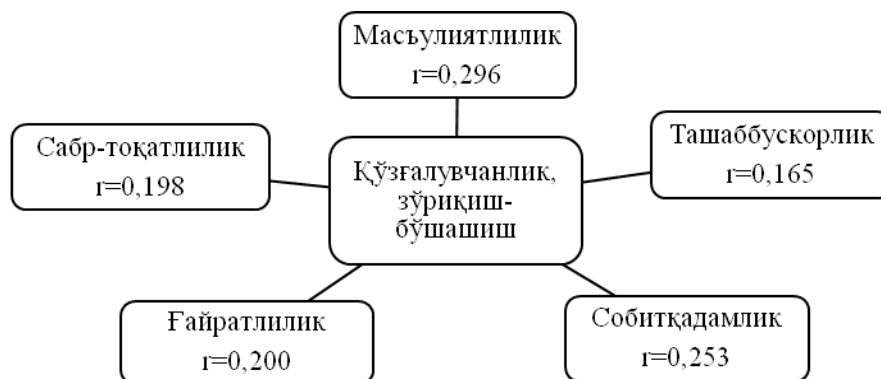 Масъулиятлилик
r=0,296
Сабр-тоқатлилик
r=0,198
Қўзғалувчанлик,
зўриқиш-
бўшашиш
Ташаббускорлик
r=0,165
Ғайратлилик
r=0,200
Собитқадамлик
r=0,253